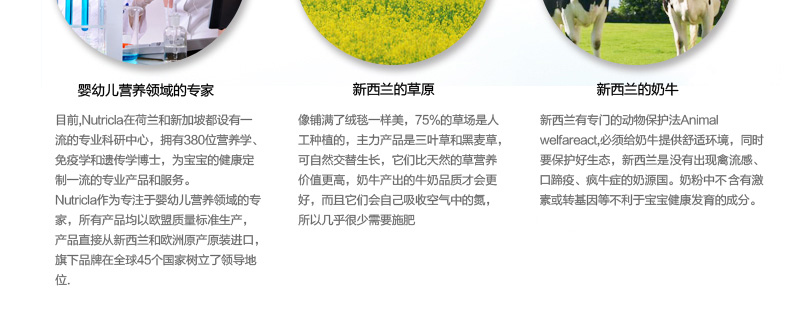 婴幼儿营养领域的专家
目前,Nutricla在荷兰和新加坡都设有一
流的专业科研中心，拥有380位营养学、
免疫学和遗传学博士，为宝宝的健康定
制一流的专业产品和服务。
Nutricla作为专注于婴幼儿营养领域的专
家，所有产品均以欧盟质量标准生产，
产品直接从新西兰和欧洲原产原装进口，
旗下品牌在全球45个国家树立了领导地
位.
新西兰的草原
像铺满了绒毯一样美，75%的草场是人
工种植的，主力产品是三叶草和黑麦草，
可自然交替生长，它们比天然的草营养
价值更高，奶牛产出的牛奶品质才会更
好，而且它们会自己吸收空气中的氮，
所以几乎很少需要施肥
新西兰的奶牛
新西兰有专门的动物保护法Animal
welfareact,必须给奶牛提供舒适环境，同时
要保护好生态，新西兰是没有出现禽流感、
口蹄疫、疯牛症的奶源国。奶粉中不含有激
素或转基因等不利于宝宝健康发育的成分。